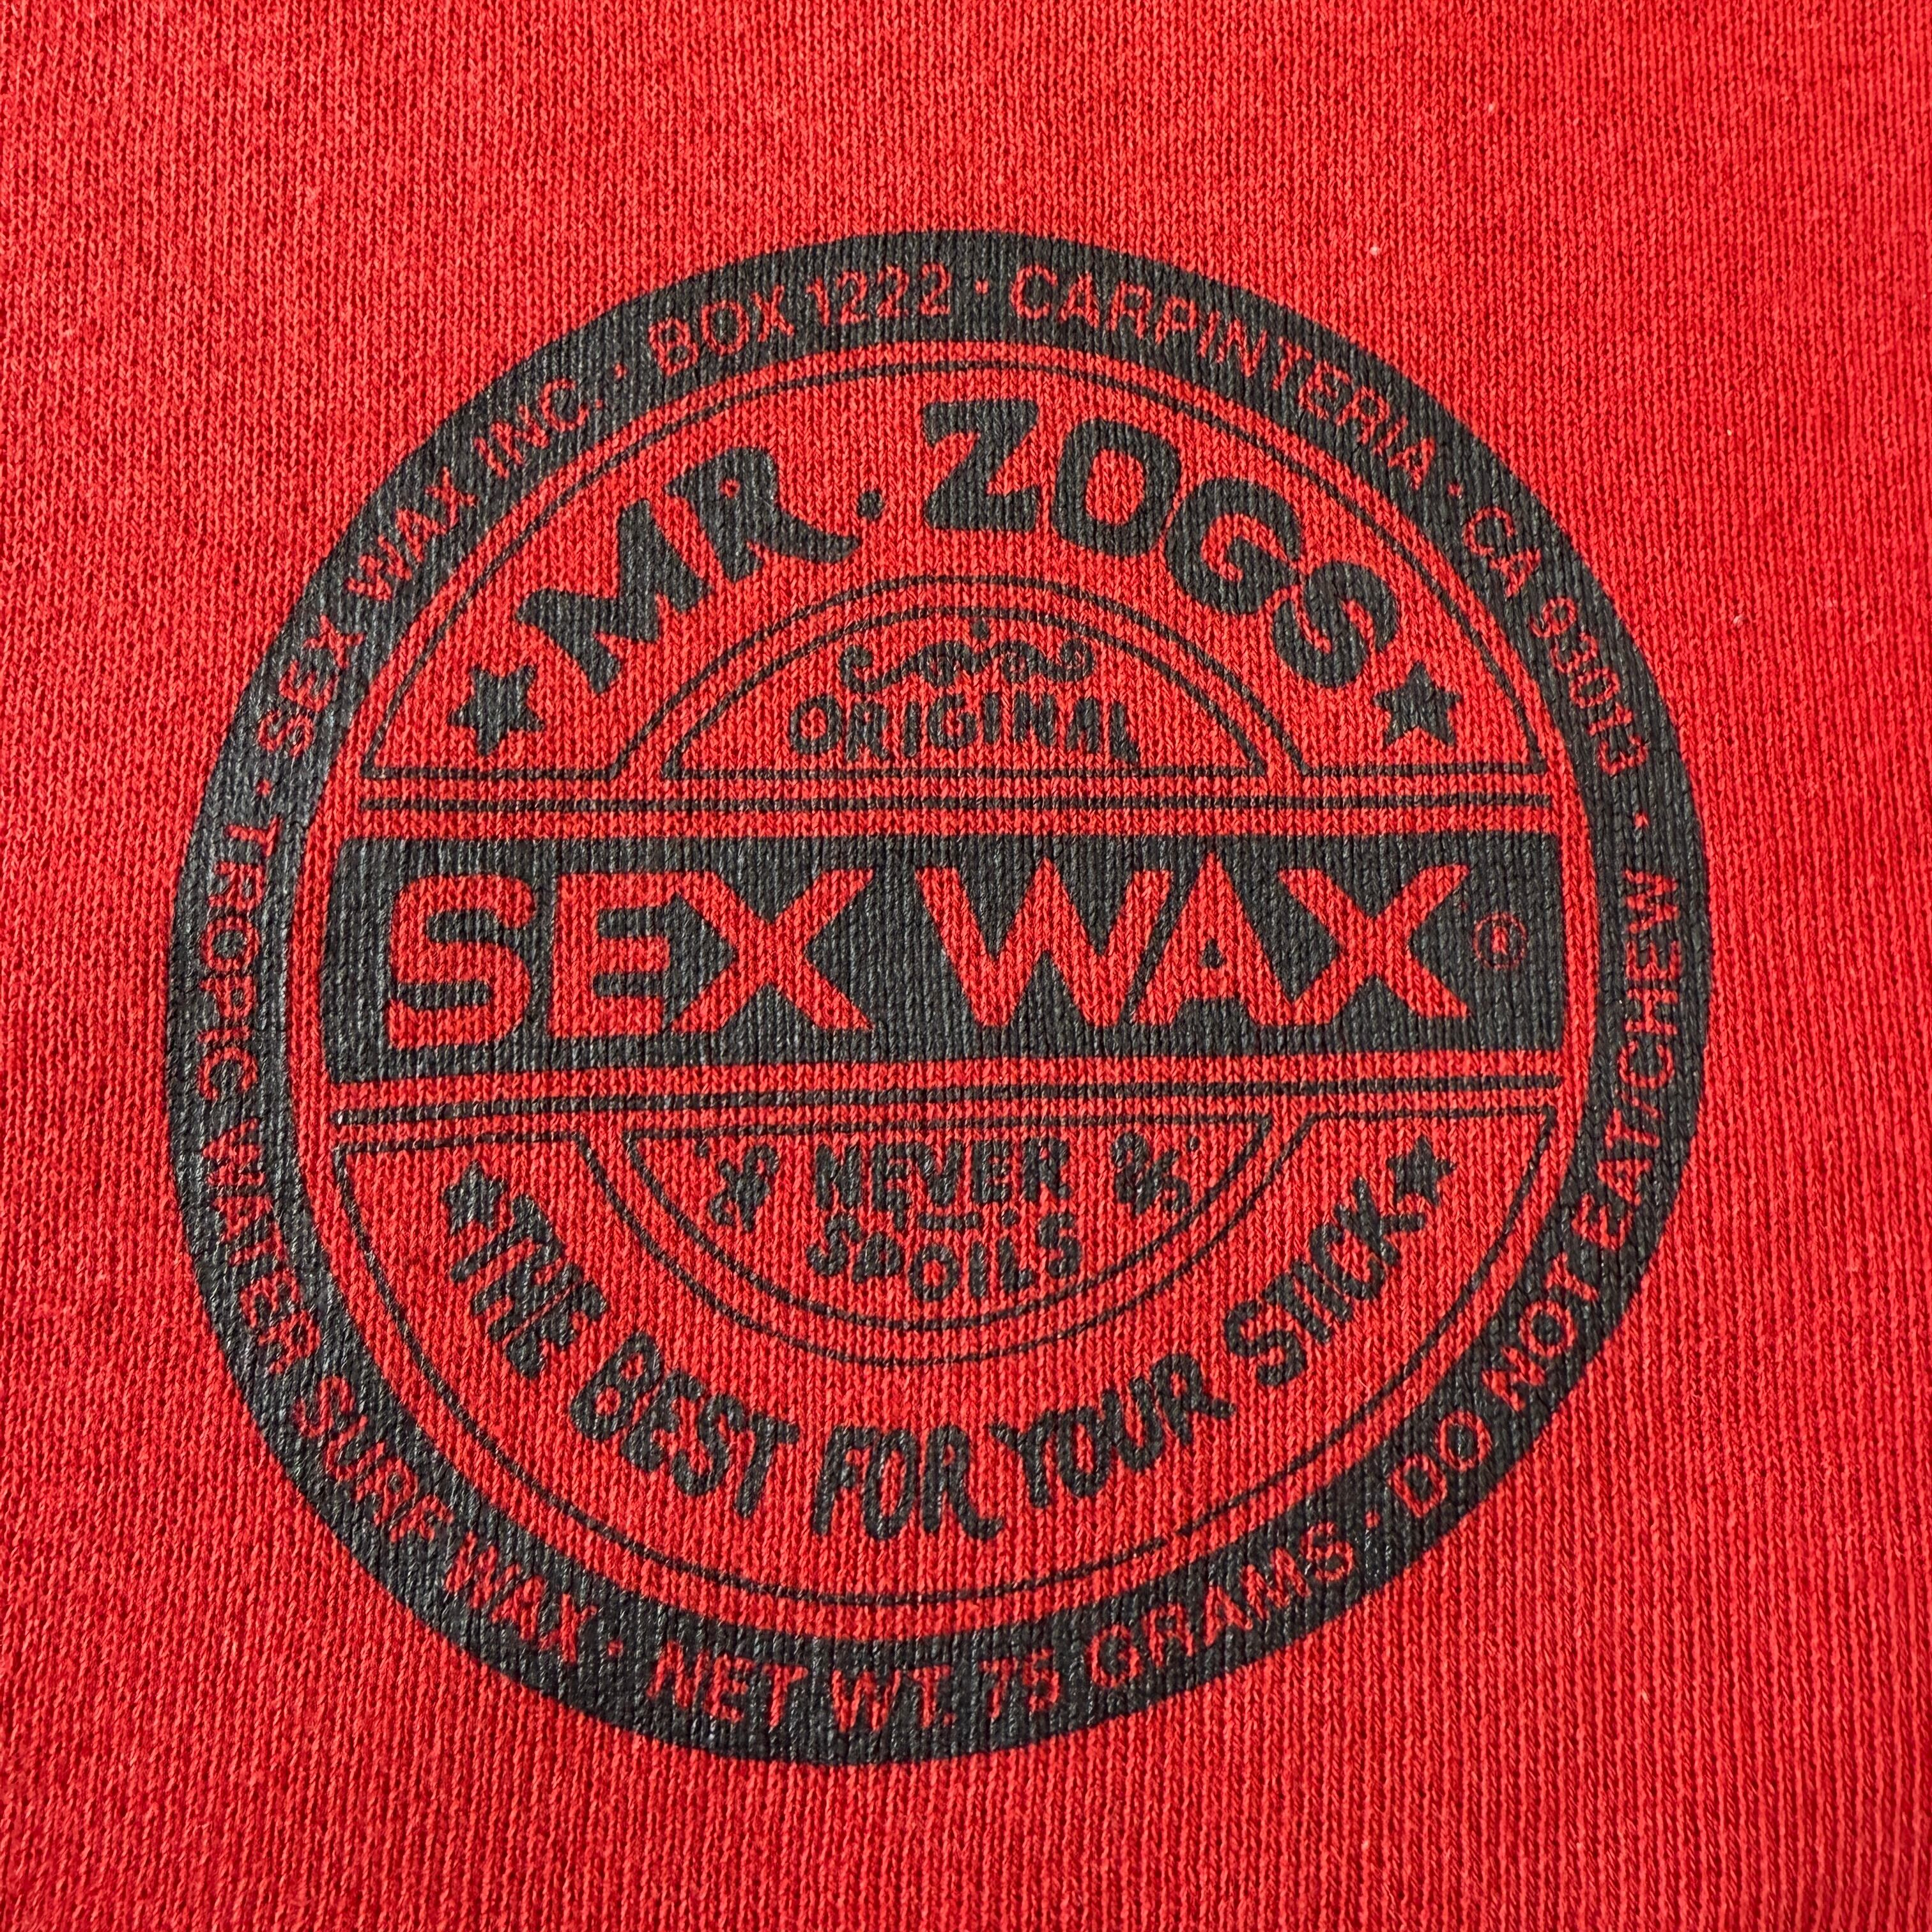 SEX WAX INC. · BOX 1222 · CARPINTERIA · CA 93013 ·
MR. ZOGS
ORIGINAL
SEX WAX ®
NEVER
SPOILS
THE BEST FOR YOUR STICK
TROPIC WATER SURF WAX · NET WT. 75 GRAMS · DO NOT EAT/CHEW